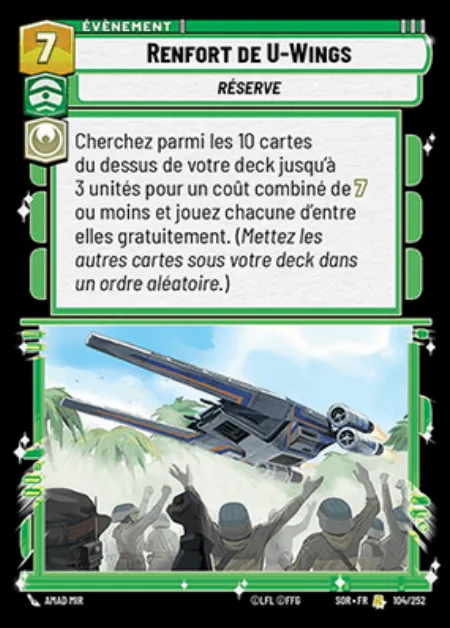 ÉVÈNEMENT
7
RENFORT DE U-WINGS
RÉSERVE
Cherchez parmi les 10 cartes
du dessus de votre deck jusqu'à
3 unités pour un coût combiné de 7
ou moins et jouez chacune d'entre
elles gratuitement. (Mettez les
autres cartes sous votre deck dans
un ordre aléatoire.)
AMAD MIR
©LFL ©FFG
SOR • FR R 104/252